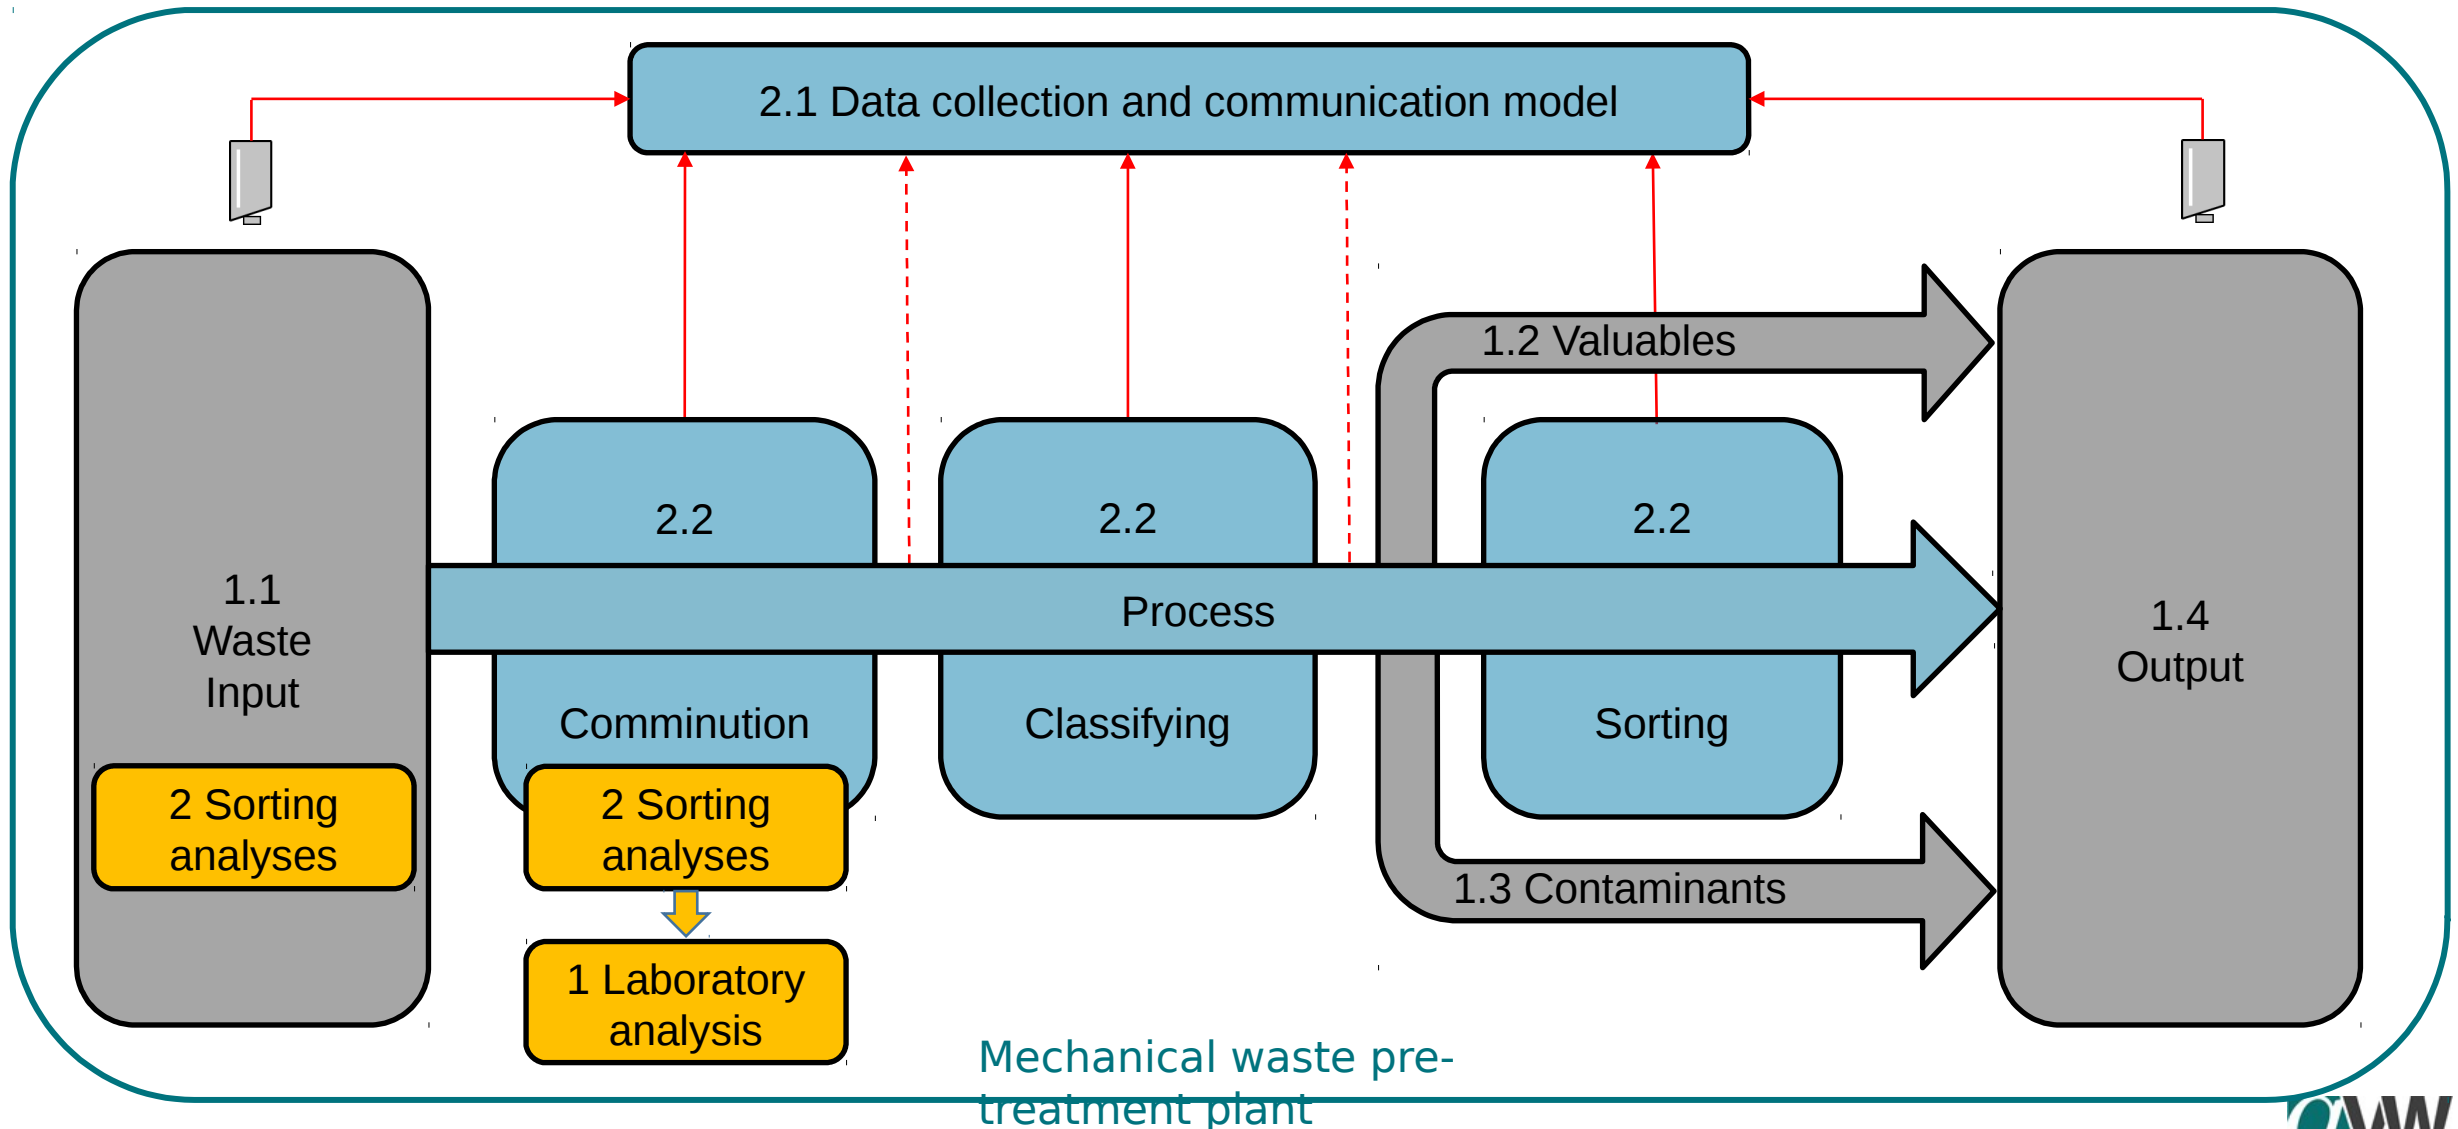 2.1 Data collection and communication model
1.2 Valuables
2.2
2.2
2.2
Process
1.1
Waste
Input
1.4
Output
Comminution
Classifying
Sorting
2 Sorting
analyses
2 Sorting
analyses
1.3 Contaminants
1 Laboratory
analysis
Mechanical waste pre-
treatment plant